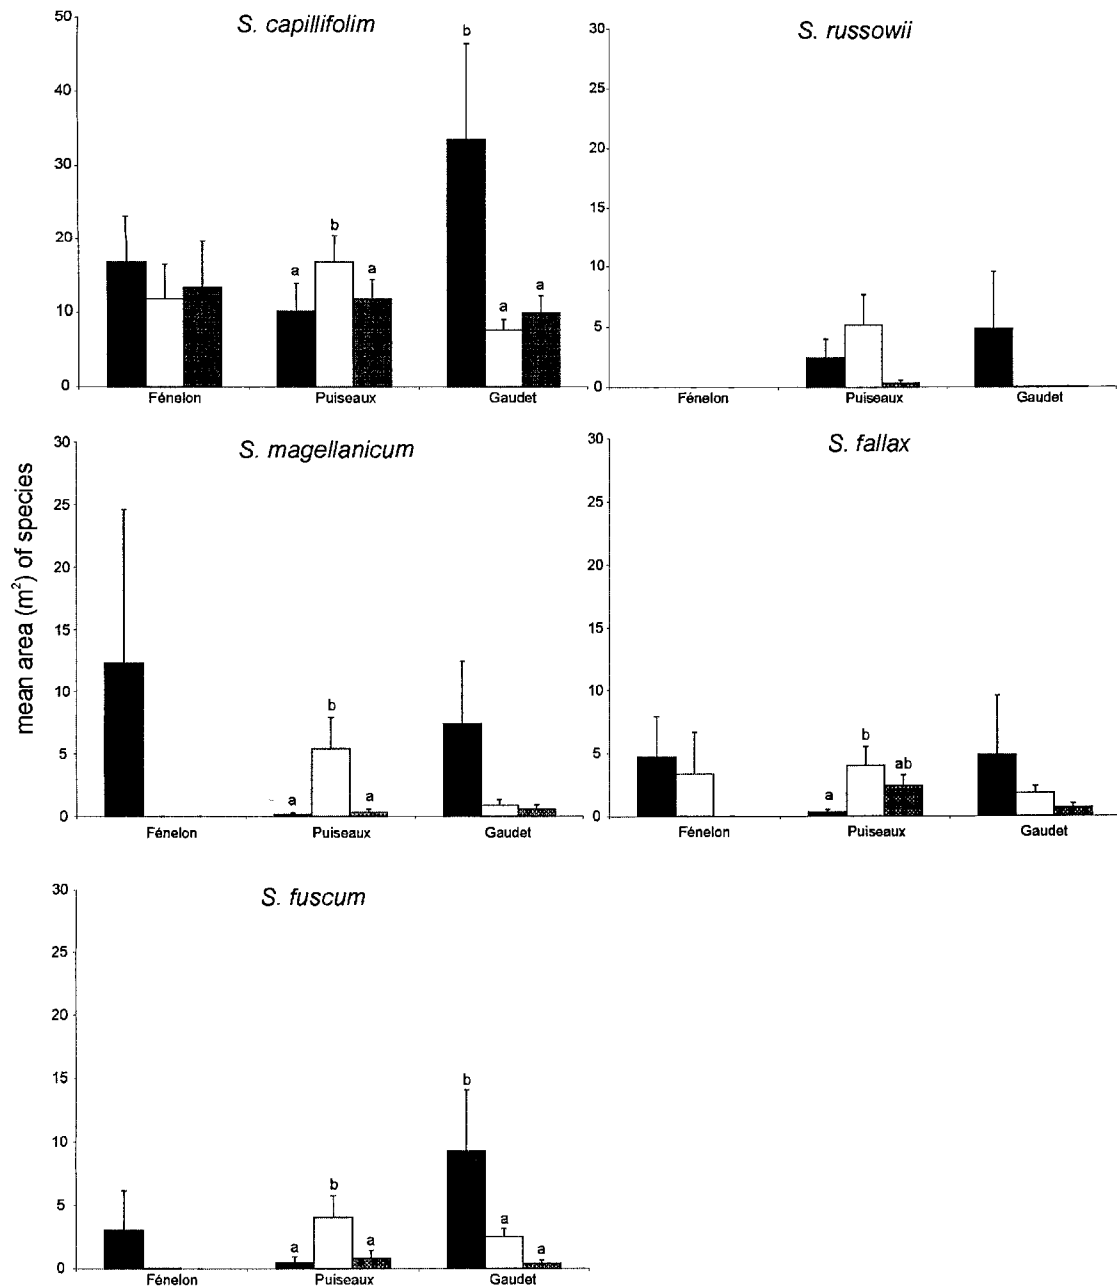 S. capillifolim
50
40
30
20
10
0
b
a
b
a
a
a
Fénelon
Puiseaux
Gaudet
S. russowii
30
25
20
15
10
5
0
Fénelon
Puiseaux
Gaudet
mean area (m²) of species
S. magellanicum
30
25
20
15
10
5
0
b
a
a
Fénelon
Puiseaux
Gaudet
S. fallax
30
25
20
15
10
5
0
b
ab
a
Fénelon
Puiseaux
Gaudet
S. fuscum
30
25
20
15
10
5
0
b
b
a
a
a
a
Fénelon
Puiseaux
Gaudet